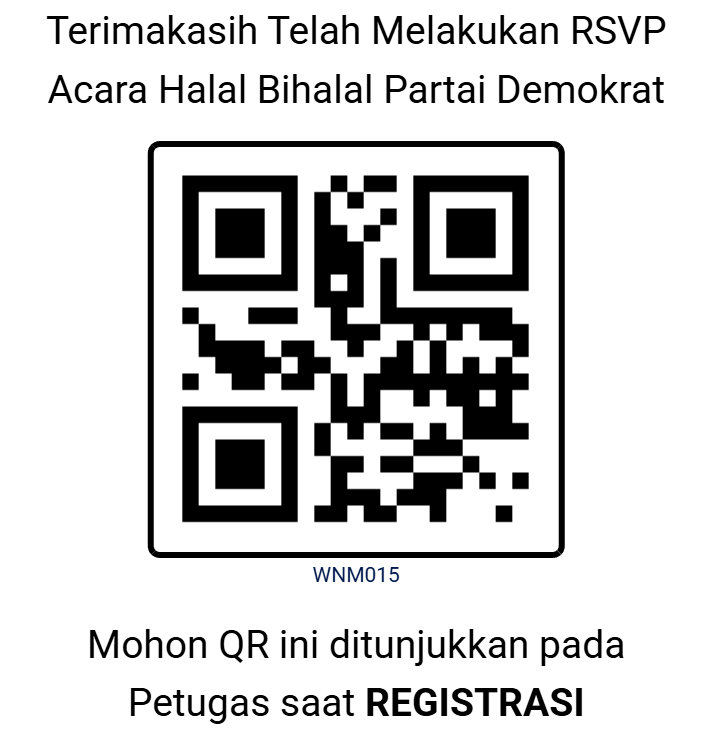 Terimakasih Telah Melakukan RSVP
Acara Halal Bihalal Partai Demokrat
WNM015
Mohon QR ini ditunjukkan pada
Petugas saat REGISTRASI